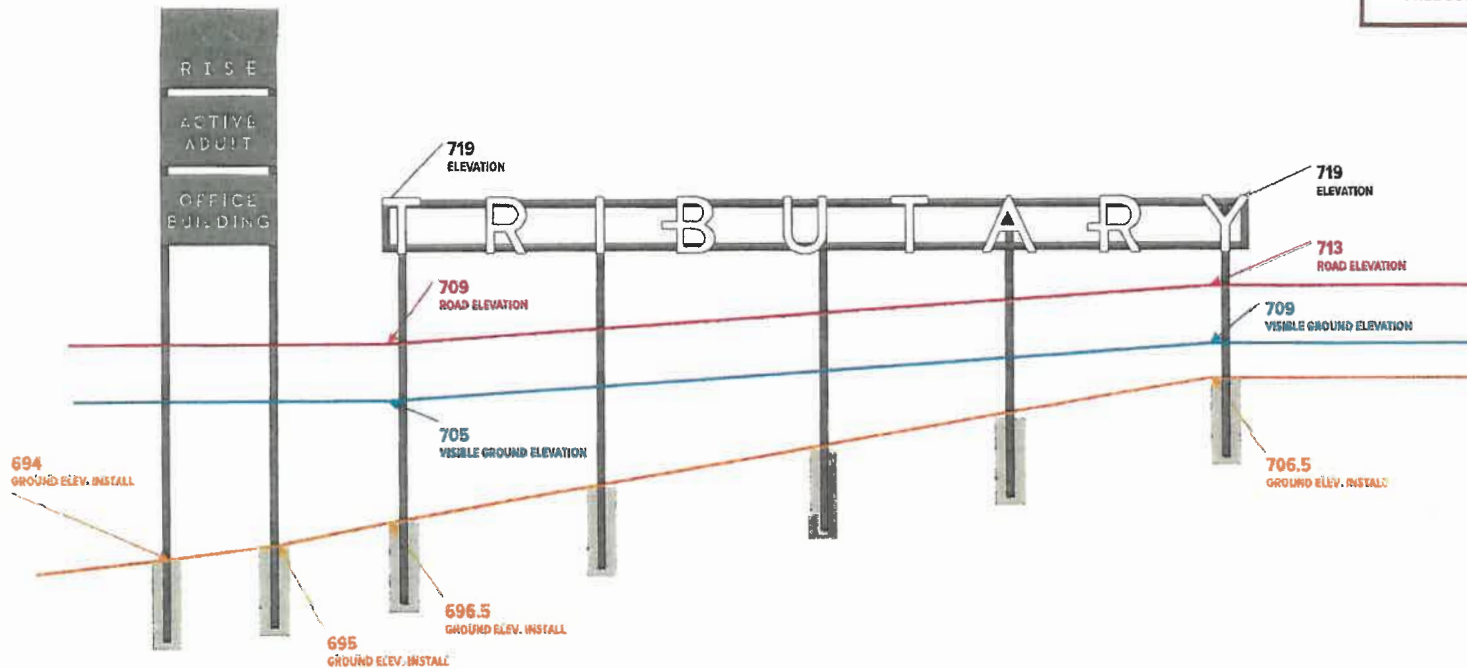 RISE
ACTIVE
ADULT
OFFICE
BUILDING
719
ELEVATION
TRIBUTARY
719
ELEVATION
709
ROAD ELEVATION
713
ROAD ELEVATION
709
VISIBLE GROUND ELEVATION
705
VISIBLE GROUND ELEVATION
694
GROUND ELEV. INSTALL
706.5
GROUND ELEV. INSTALL
696.5
GROUND ELEV. INSTALL
695
GROUND ELEV. INSTALL